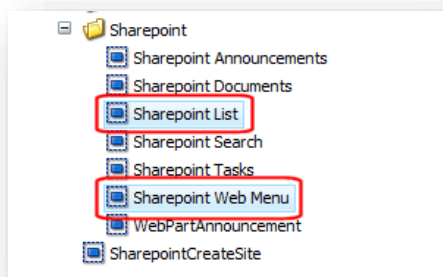 Sharepoint
Sharepoint Announcements
Sharepoint Documents
Sharepoint List
Sharepoint Search
Sharepoint Tasks
Sharepoint Web Menu
WebPartAnnouncement
SharepointCreateSite